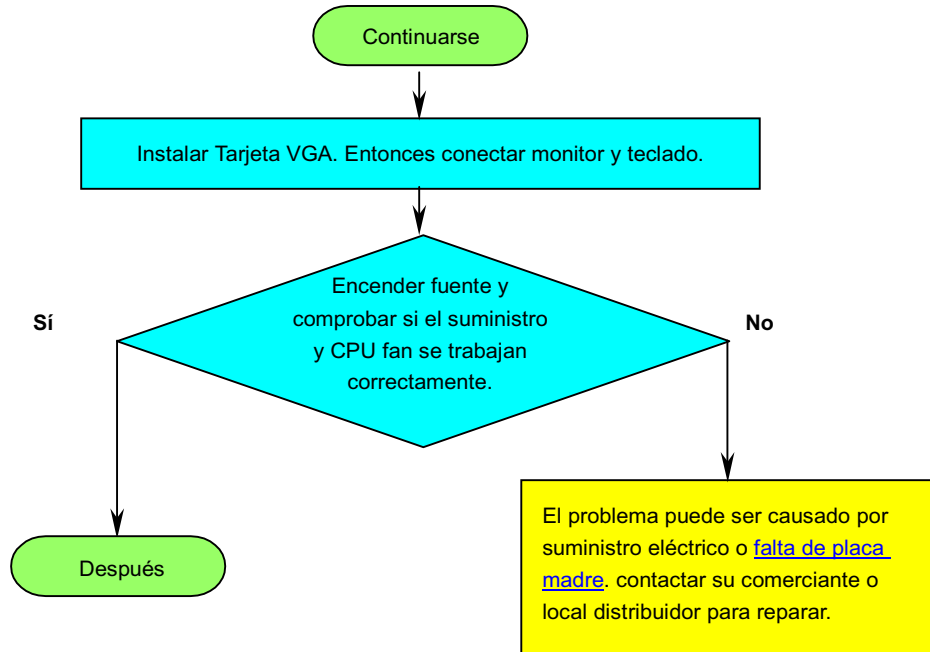 Continuarse
Instalar Tarjeta VGA. Entonces conectar monitor y teclado.
Encender fuente y
comprobar si el suministro
y CPU fan se trabajan
correctamente.
Sí
No
Después
El problema puede ser causado por
suministro eléctrico o falta de placa
madre. contactar su comerciante o
local distribuidor para reparar.